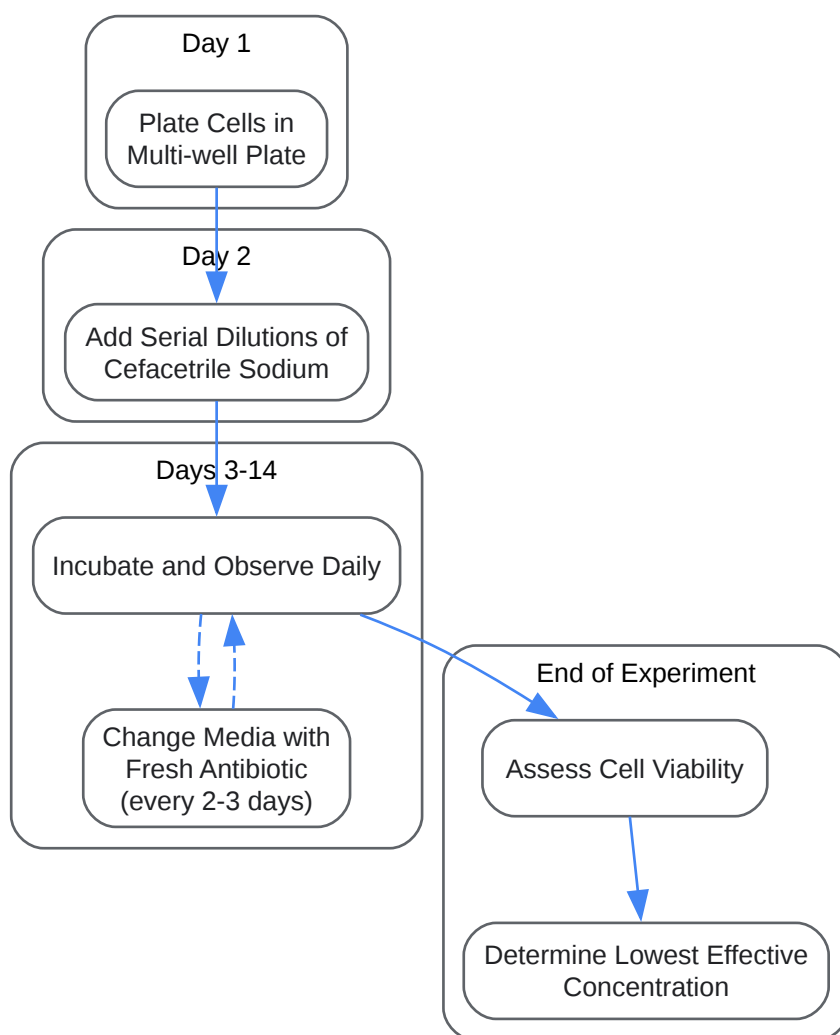 Day 1
Plate Cells in
Multi-well Plate
Day 2
Add Serial Dilutions of
Cefacetrile Sodium
Days 3-14
Incubate and Observe Daily
Change Media with
Fresh Antibiotic
(every 2-3 days)
End of Experiment
Assess Cell Viability
Determine Lowest Effective
Concentration